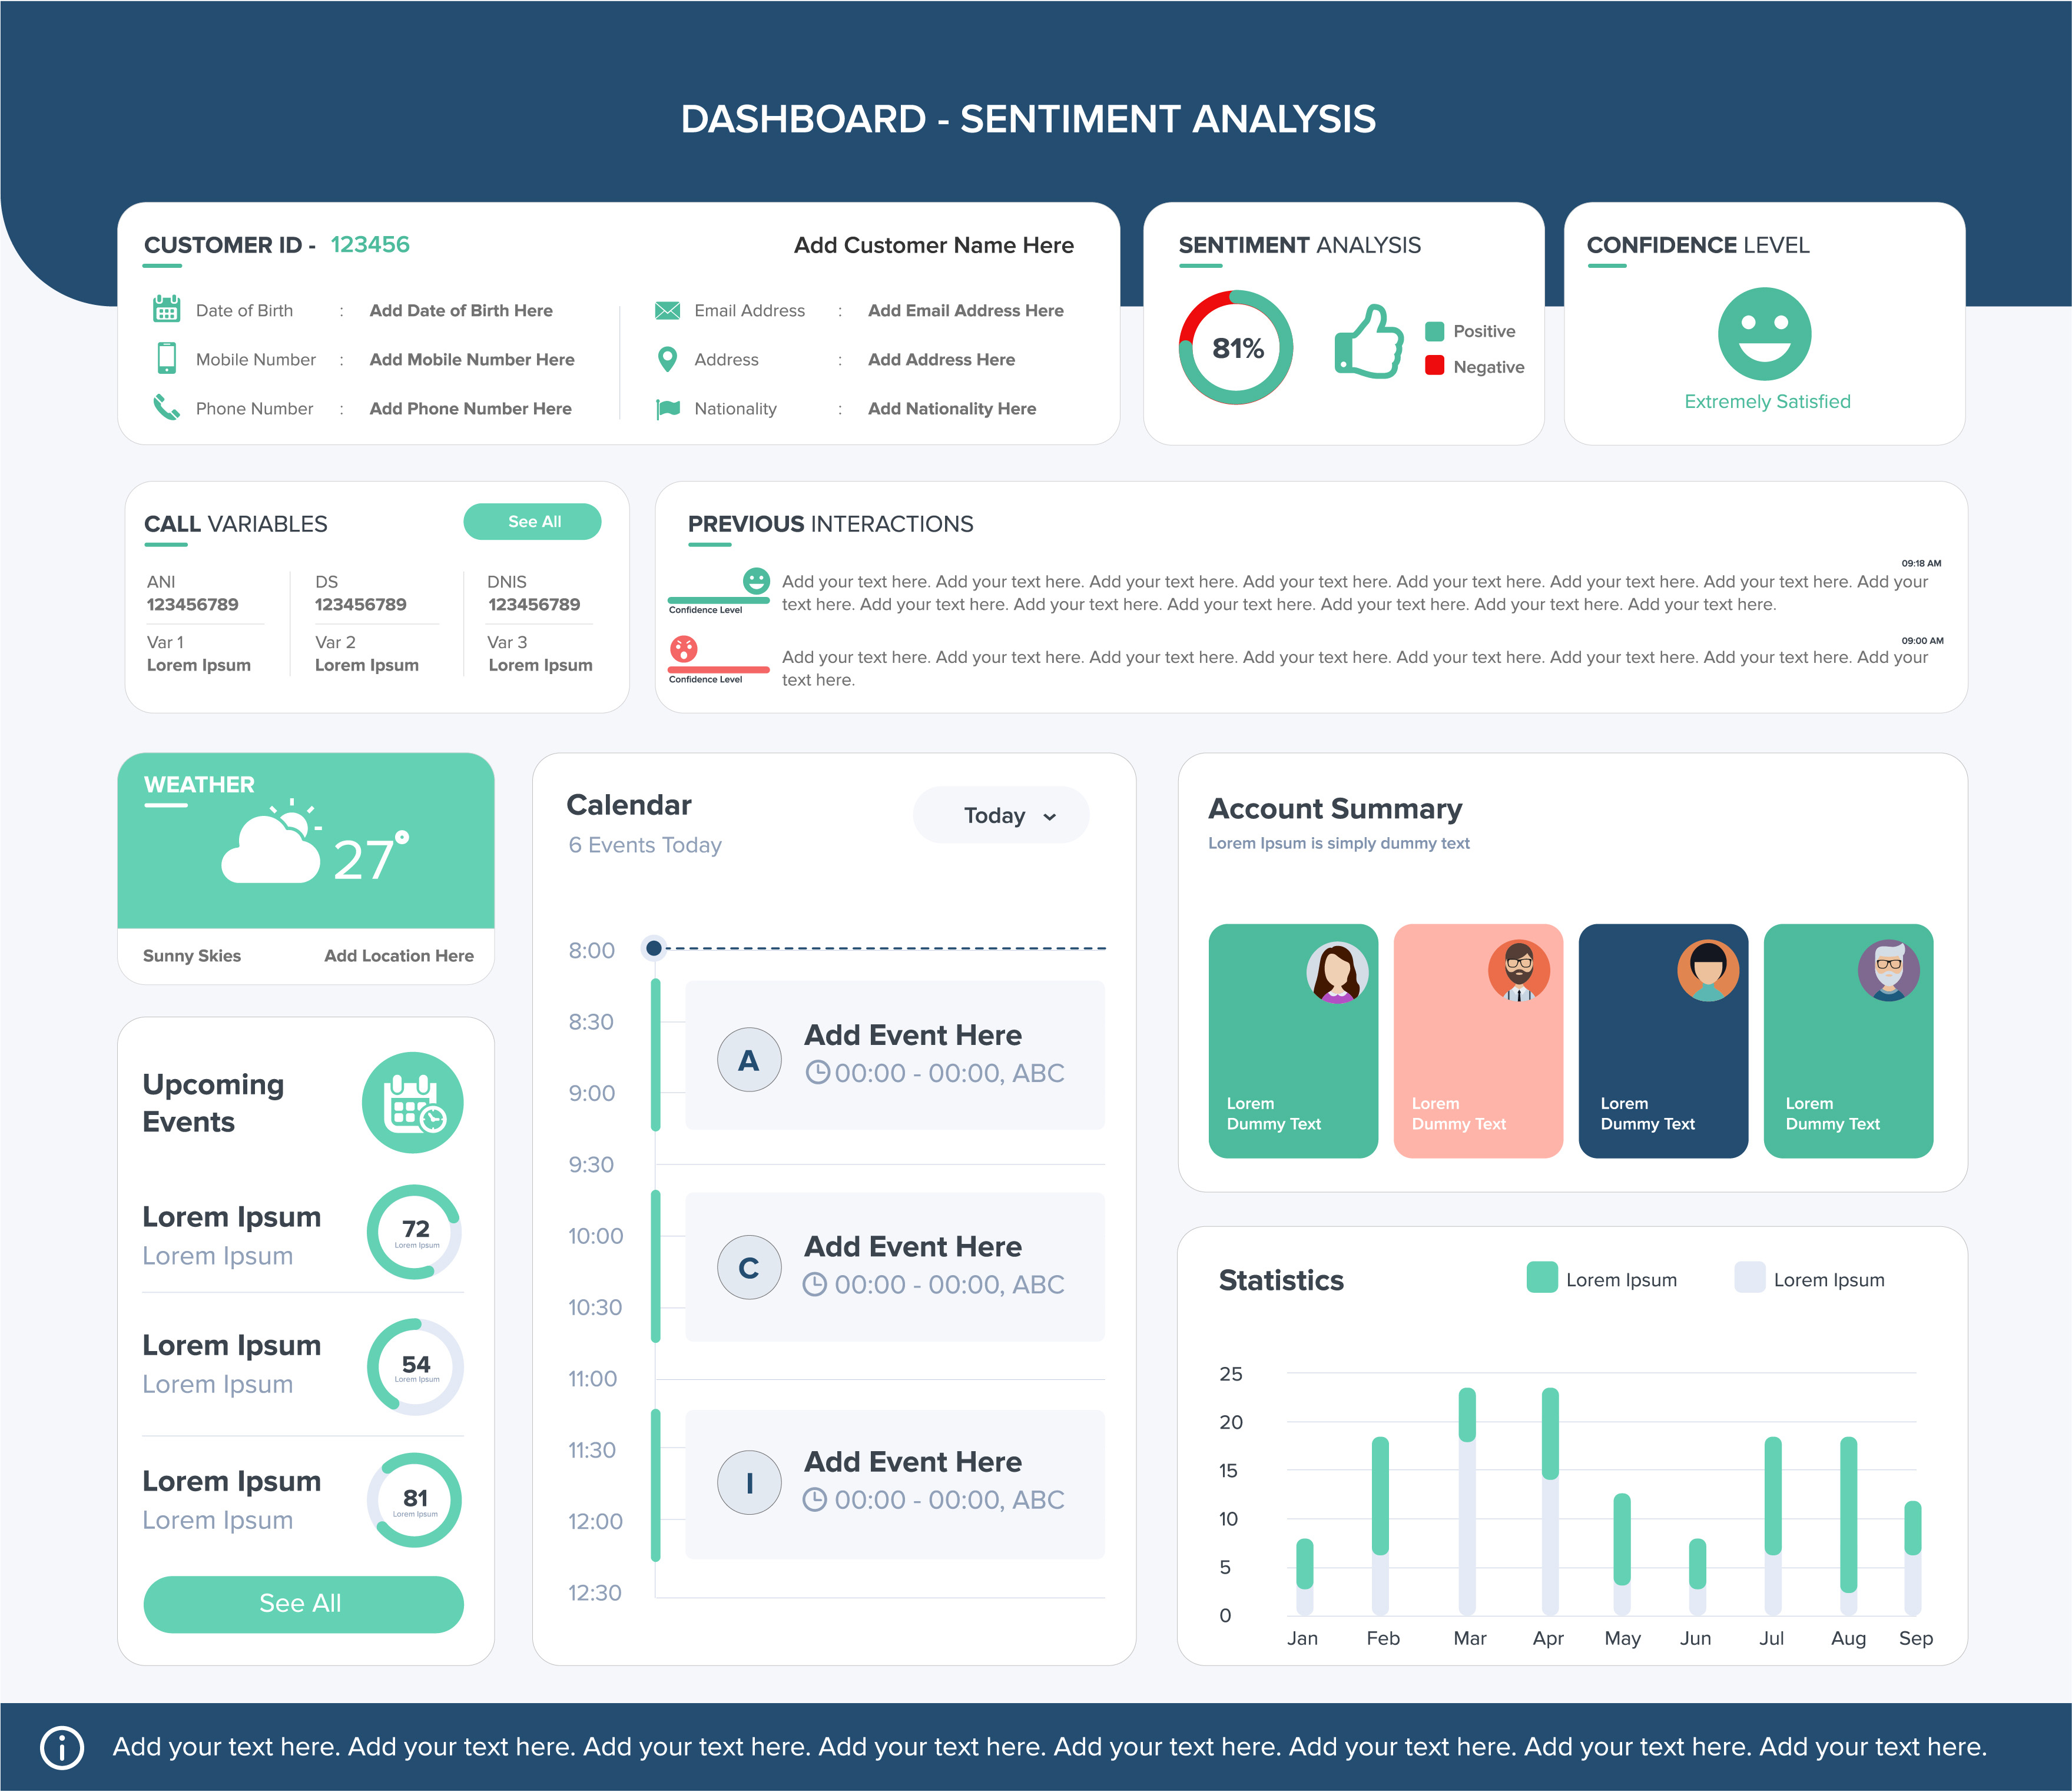 DASHBOARD - SENTIMENT ANALYSIS
CUSTOMER ID - 123456
Add Customer Name Here
Date of Birth : Add Date of Birth Here
Mobile Number : Add Mobile Number Here
Phone Number : Add Phone Number Here
Email Address : Add Email Address Here
Address : Add Address Here
Nationality : Add Nationality Here
SENTIMENT ANALYSIS
81%
Positive
Negative
CONFIDENCE LEVEL
Extremely Satisfied
CALL VARIABLES
See All
ANI
123456789
Var 1
Lorem Ipsum
DS
123456789
Var 2
Lorem Ipsum
DNIS
123456789
Var 3
Lorem Ipsum
PREVIOUS INTERACTIONS
09:18 AM
Confidence Level
Add your text here. Add your text here. Add your text here. Add your text here. Add your text here. Add your text here. Add your text here. Add your
text here. Add your text here. Add your text here. Add your text here. Add your text here. Add your text here. Add your text here.
09:00 AM
Confidence Level
Add your text here. Add your text here. Add your text here. Add your text here. Add your text here. Add your text here. Add your text here. Add your
text here.
WEATHER
27°
Sunny Skies
Add Location Here
Upcoming
Events
Lorem Ipsum
Lorem Ipsum
72
Lorem Ipsum
Lorem Ipsum
Lorem Ipsum
54
Lorem Ipsum
Lorem Ipsum
Lorem Ipsum
81
Lorem Ipsum
See All
Calendar
6 Events Today
Today
8:00
8:30
9:00
9:30
10:00
10:30
11:00
11:30
12:00
12:30
A
Add Event Here
00:00 - 00:00, ABC
C
Add Event Here
00:00 - 00:00, ABC
I
Add Event Here
00:00 - 00:00, ABC
Account Summary
Lorem Ipsum is simply dummy text
Lorem
Dummy Text
Lorem
Dummy Text
Lorem
Dummy Text
Lorem
Dummy Text
Statistics
Lorem Ipsum
Lorem Ipsum
25
20
15
10
5
0
Jan Feb Mar Apr May Jun Jul Aug Sep
Add your text here. Add your text here. Add your text here. Add your text here. Add your text here. Add your text here. Add your text here. Add your text here.